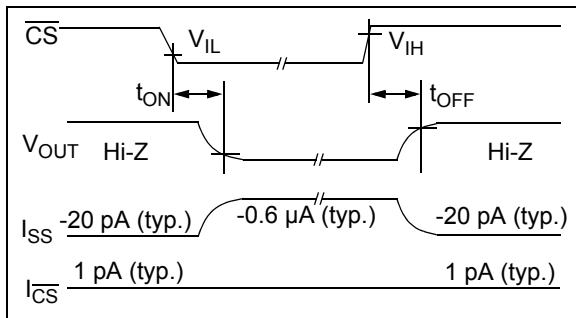 CS
V_IL
V_IH
t_ON
t_OFF
V_OUT
Hi-Z
Hi-Z
I_SS
-20 pA (typ.)
-0.6 µA (typ.)
-20 pA (typ.)
I_CS
1 pA (typ.)
1 pA (typ.)